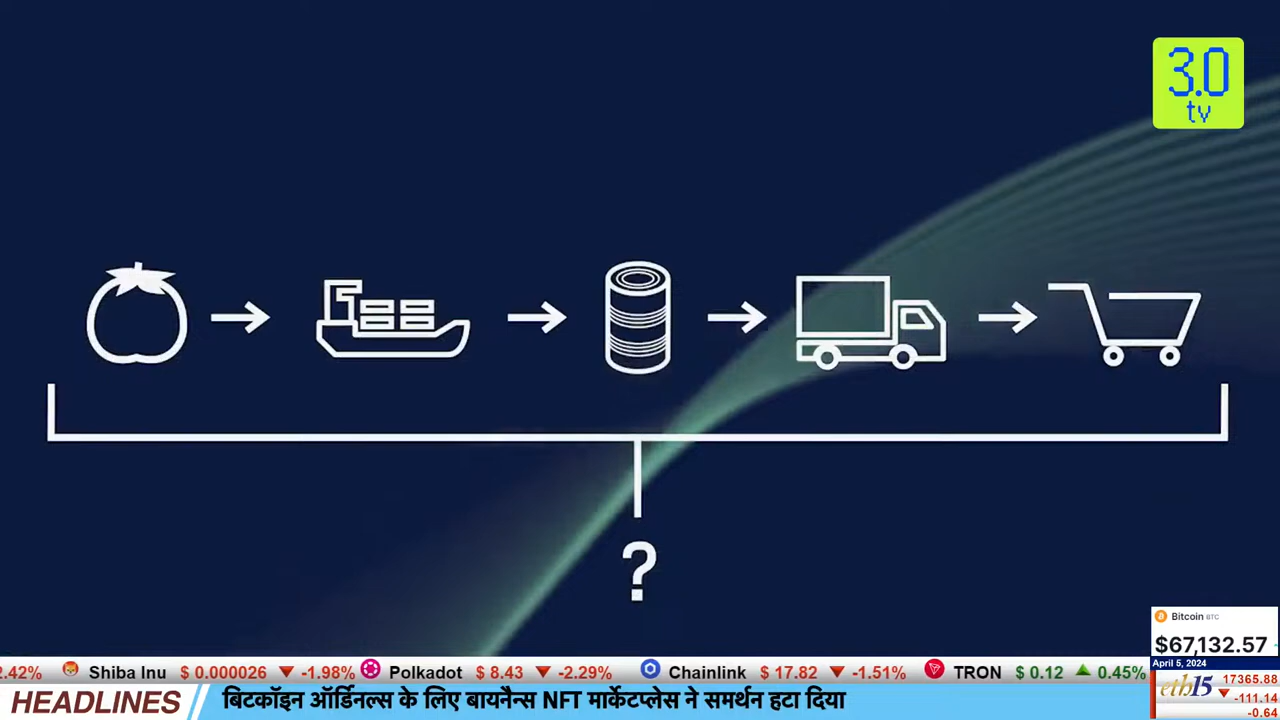 3.0
tv
?
Bitcoin BTC
$67,132.57
April 5, 2024
2.42% Shiba Inu $ 0.000026 -1.98% Polkadot $ 8.43 -2.29% Chainlink $ 17.82 -1.51% TRON $ 0.12 0.45%
eth15 17365.88
-111.14
-0.64
HEADLINES बिटकॉइन ऑर्डिनल्स के लिए बायनैन्स NFT मार्केटप्लेस ने समर्थन हटा दिया